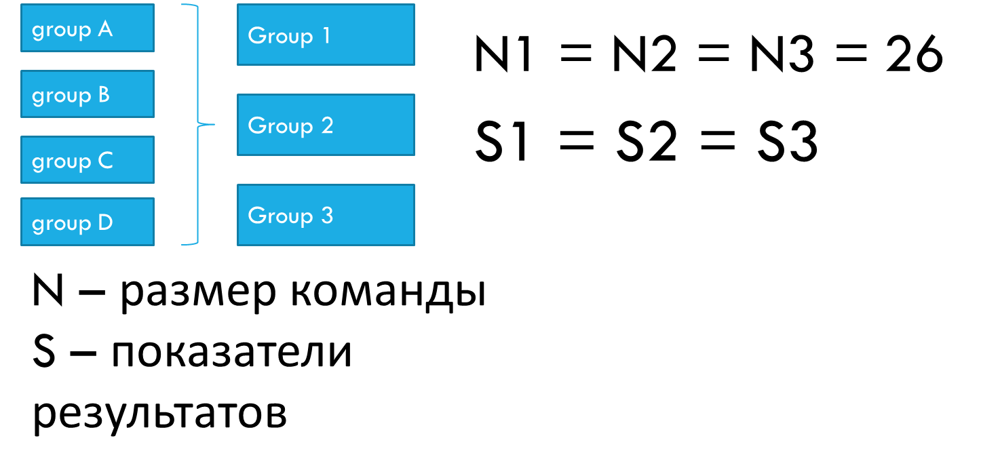 group A
group B
group C
group D
Group 1
Group 2
Group 3
N1 = N2 = N3 = 26
S1 = S2 = S3
N – размер команды
S – показатели
результатов